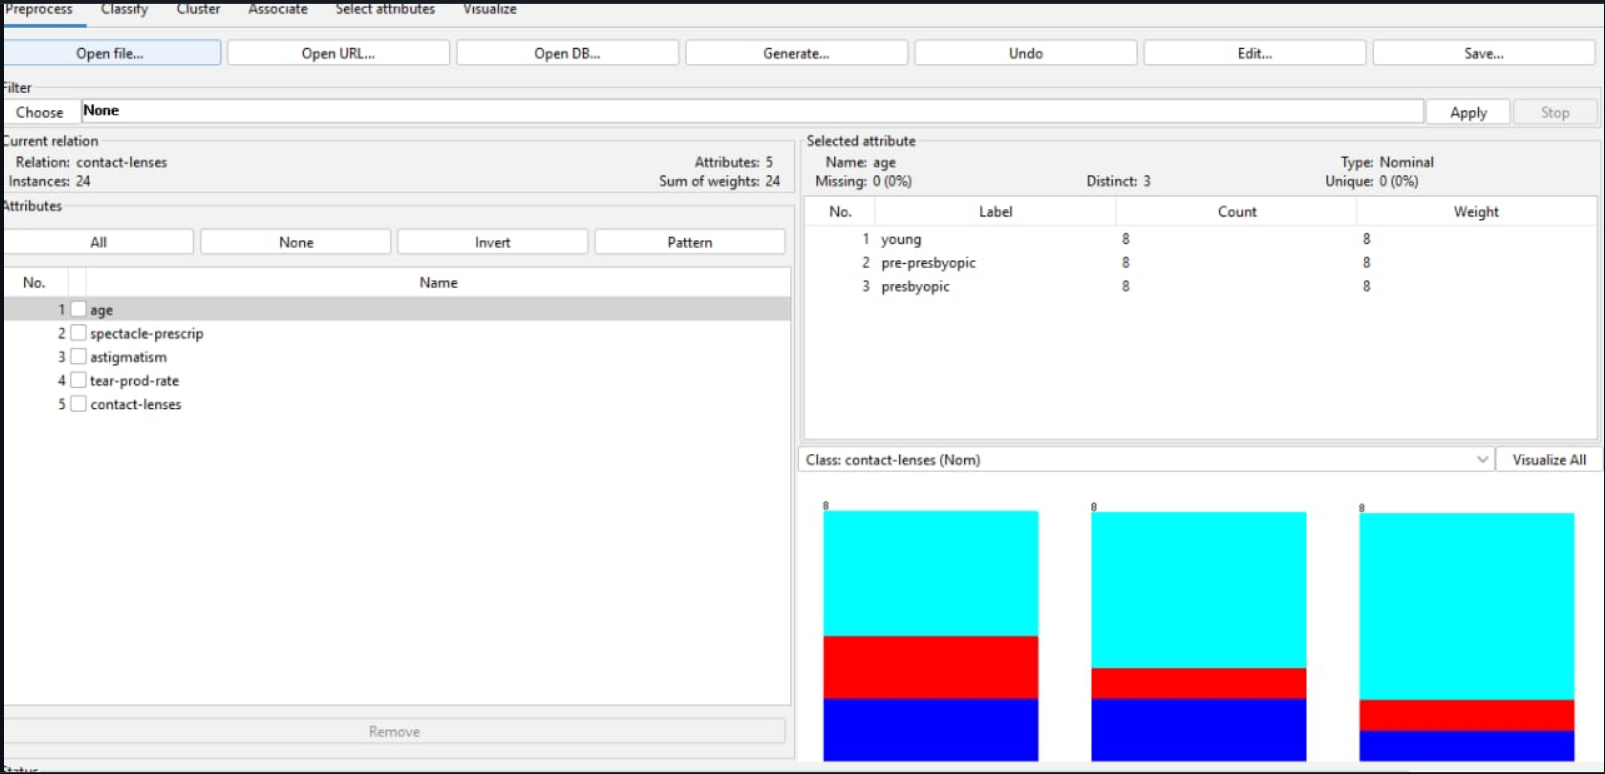 Preprocess Classify Cluster Associate Select attributes Visualize
Open file... Open URL... Open DB... Generate... Undo Edit... Save...
Filter
Choose None Apply Stop
Current relation
Relation: contact-lenses Attributes: 5
Instances: 24 Sum of weights: 24
Attributes
All None Invert Pattern
No. Name
1 age
2 spectacle-prescrip
3 astigmatism
4 tear-prod-rate
5 contact-lenses
Remove
Status
Selected attribute
Name: age Type: Nominal
Missing: 0 (0%) Distinct: 3 Unique: 0 (0%)
No. Label Count Weight
1 young 8 8
2 pre-presbyopic 8 8
3 presbyopic 8 8
Class: contact-lenses (Nom) Visualize All
8 8 8